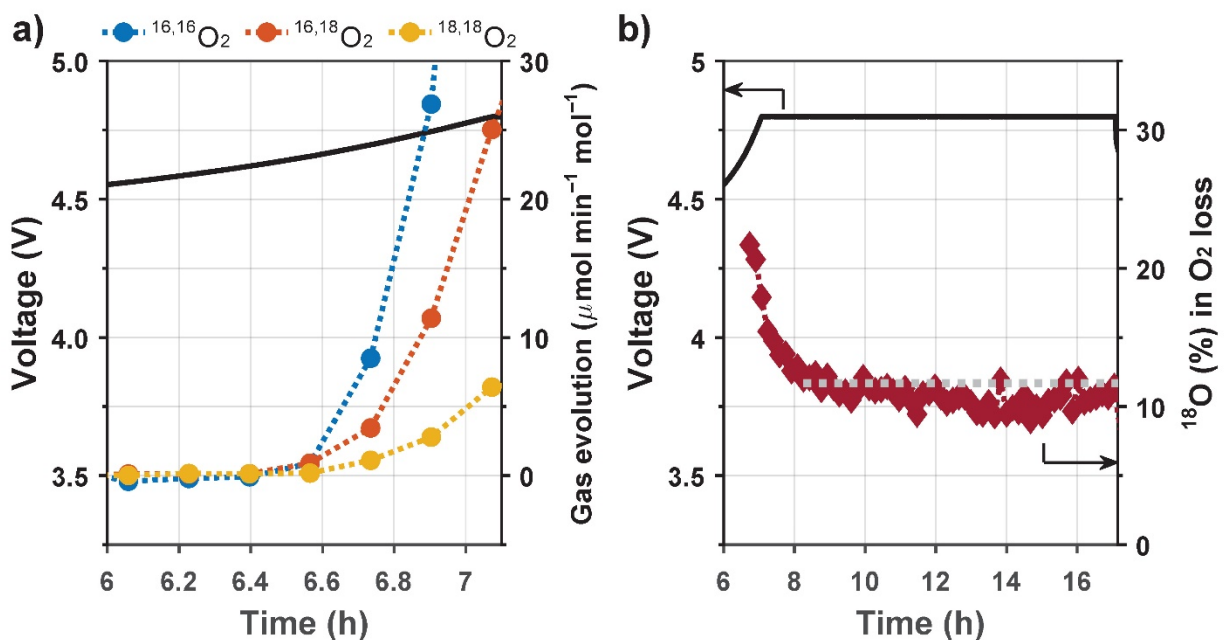 a)
16,16O2 16,18O2 18,18O2
5.0
4.5
4.0
3.5
Voltage (V)
30
20
10
0
Gas evolution (μmol min−1 mol−1)
6 6.2 6.4 6.6 6.8 7
Time (h)
b)
5
4.5
4
3.5
Voltage (V)
30
20
10
0
18O (%) in O2 loss
6 8 10 12 14 16
Time (h)